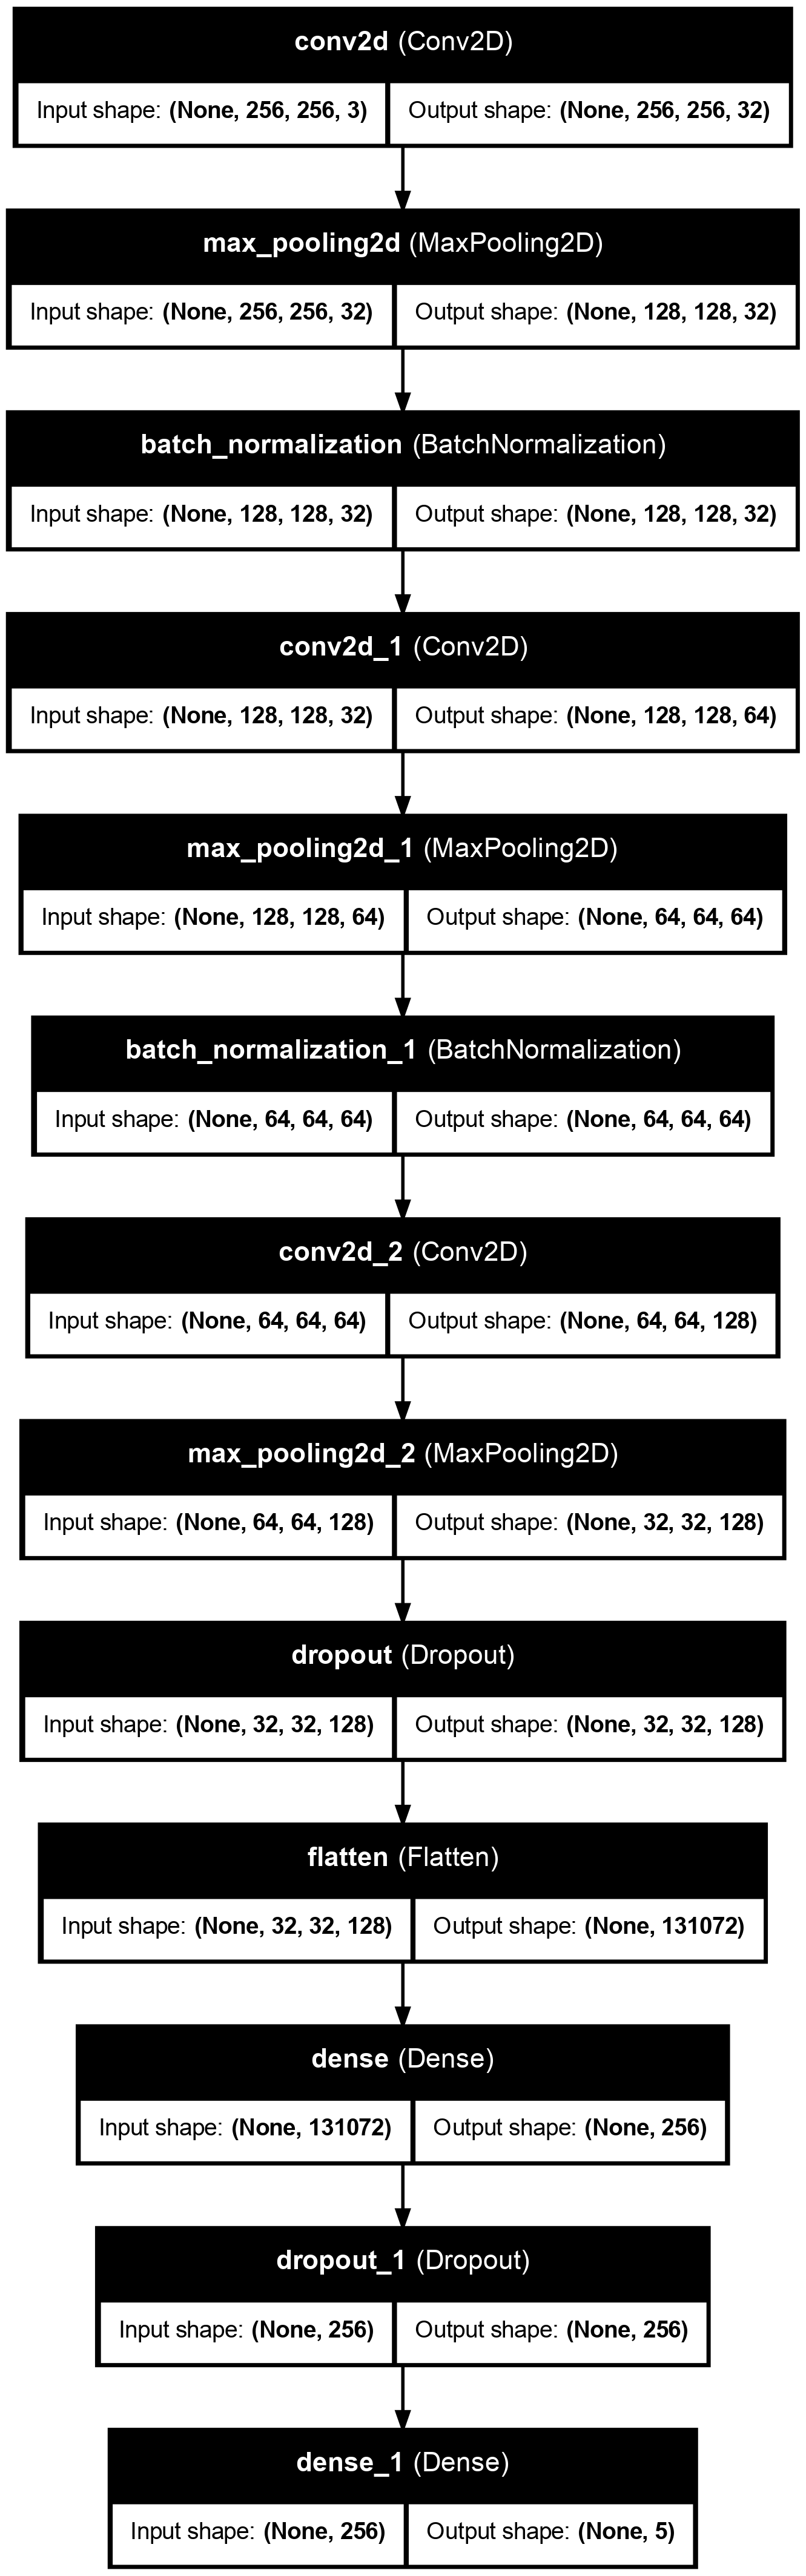 conv2d (Conv2D)
Input shape: (None, 256, 256, 3) Output shape: (None, 256, 256, 32)
max_pooling2d (MaxPooling2D)
Input shape: (None, 256, 256, 32) Output shape: (None, 128, 128, 32)
batch_normalization (BatchNormalization)
Input shape: (None, 128, 128, 32) Output shape: (None, 128, 128, 32)
conv2d_1 (Conv2D)
Input shape: (None, 128, 128, 32) Output shape: (None, 128, 128, 64)
max_pooling2d_1 (MaxPooling2D)
Input shape: (None, 128, 128, 64) Output shape: (None, 64, 64, 64)
batch_normalization_1 (BatchNormalization)
Input shape: (None, 64, 64, 64) Output shape: (None, 64, 64, 64)
conv2d_2 (Conv2D)
Input shape: (None, 64, 64, 64) Output shape: (None, 64, 64, 128)
max_pooling2d_2 (MaxPooling2D)
Input shape: (None, 64, 64, 128) Output shape: (None, 32, 32, 128)
dropout (Dropout)
Input shape: (None, 32, 32, 128) Output shape: (None, 32, 32, 128)
flatten (Flatten)
Input shape: (None, 32, 32, 128) Output shape: (None, 131072)
dense (Dense)
Input shape: (None, 131072) Output shape: (None, 256)
dropout_1 (Dropout)
Input shape: (None, 256) Output shape: (None, 256)
dense_1 (Dense)
Input shape: (None, 256) Output shape: (None, 5)